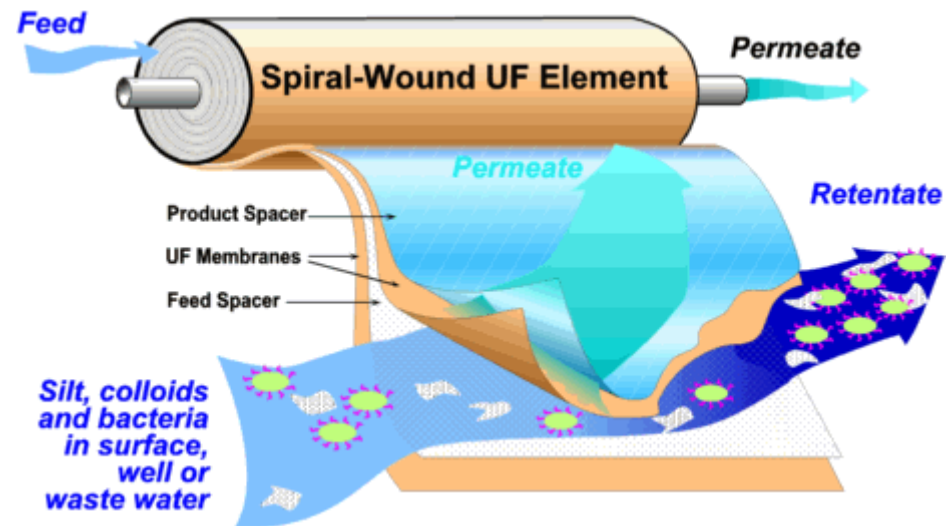 Feed
Permeate
Spiral-Wound UF Element
Permeate
Retentate
Product Spacer
UF Membranes
Feed Spacer
Silt, colloids
and bacteria
in surface,
well or
waste water